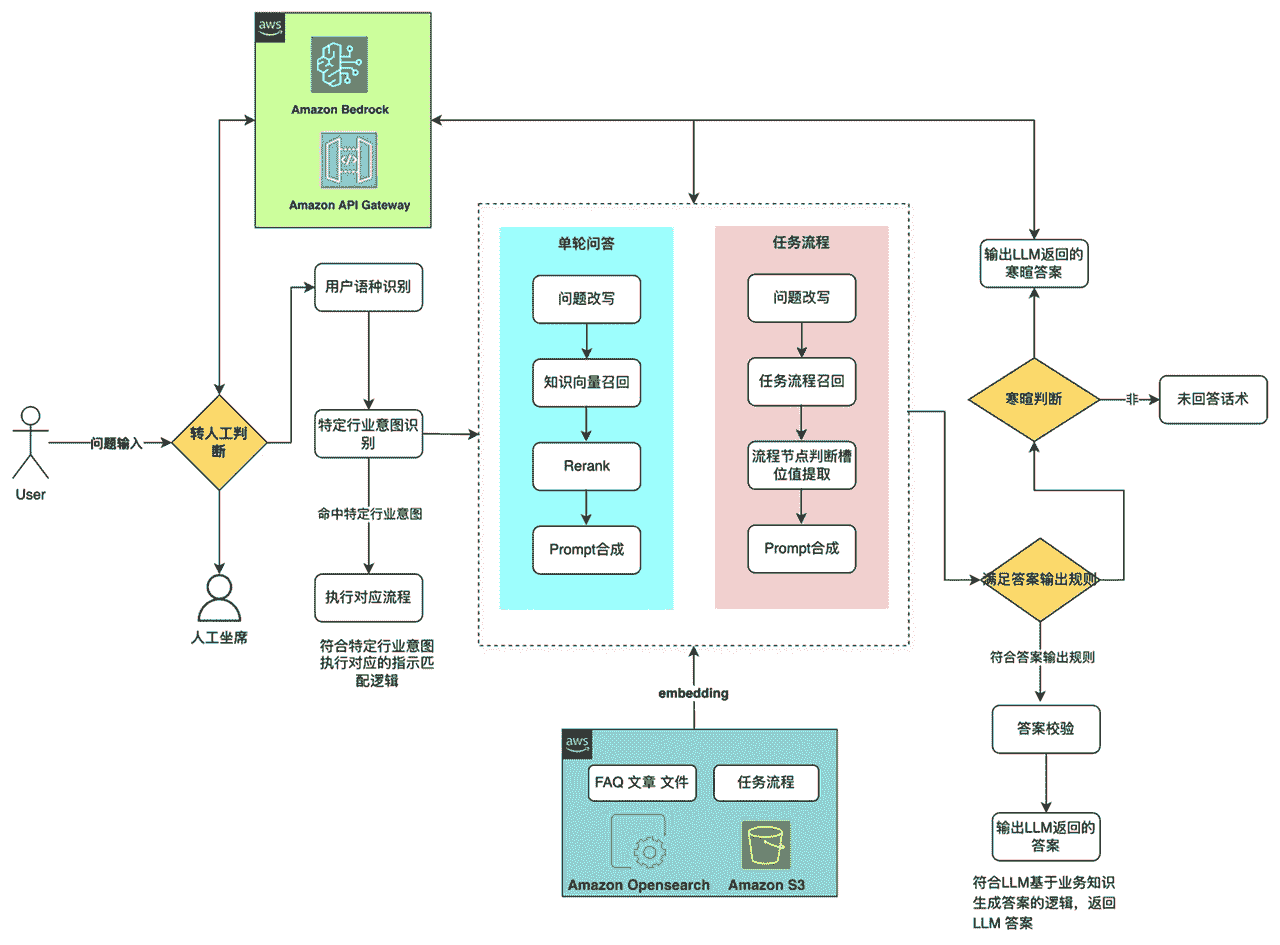 aws
Amazon Bedrock
Amazon API Gateway
User
问题输入
转人工判
断
人工坐席
用户语种识别
特定行业意图识
别
命中特定行业意图
执行对应流程
符合特定行业意图
执行对应的指示匹
配逻辑
单轮问答
问题改写
知识向量召回
Rerank
Prompt合成
任务流程
问题改写
任务流程召回
流程节点判断槽
位值提取
Prompt合成
embedding
aws
FAQ 文章 文件
任务流程
Amazon Opensearch
Amazon S3
输出LLM返回的
寒暄答案
寒暄判断
非
未回答话术
满足答案输出规则
符合答案输出规则
答案校验
输出LLM返回的
答案
符合LLM基于业务知识
生成答案的逻辑，返回
LLM 答案